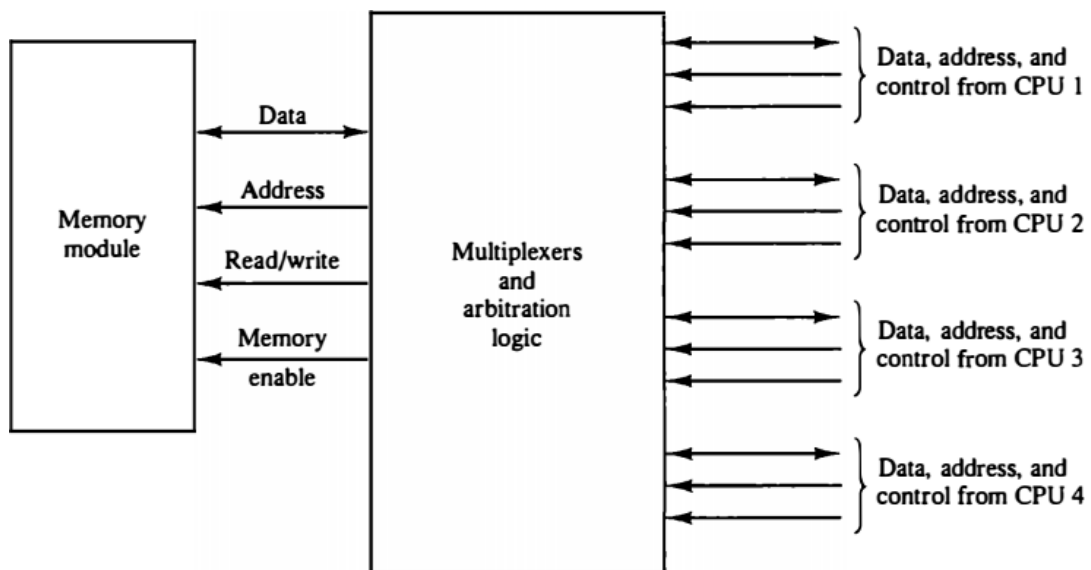 Memory
module
Data
Address
Read/write
Memory
enable
Multiplexers
and
arbitration
logic
Data, address, and
control from CPU 1
Data, address, and
control from CPU 2
Data, address, and
control from CPU 3
Data, address, and
control from CPU 4